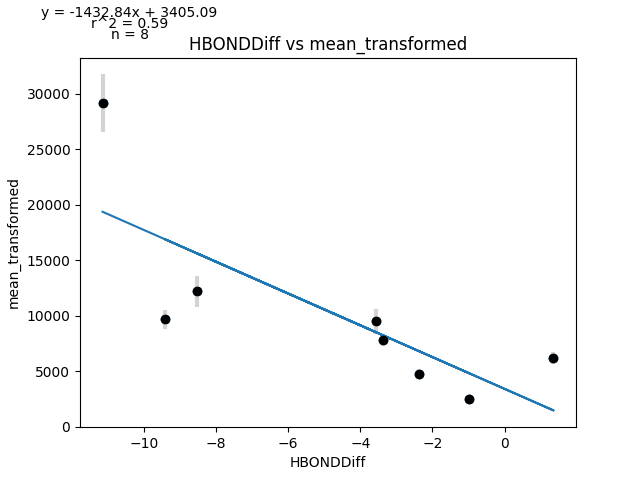 y = -1432.84x + 3405.09
r^2 = 0.59
n = 8
HBONDDiff vs mean_transformed
30000
25000
20000
15000
10000
5000
0
mean_transformed
−10
−8
−6
−4
−2
0
HBONDDiff